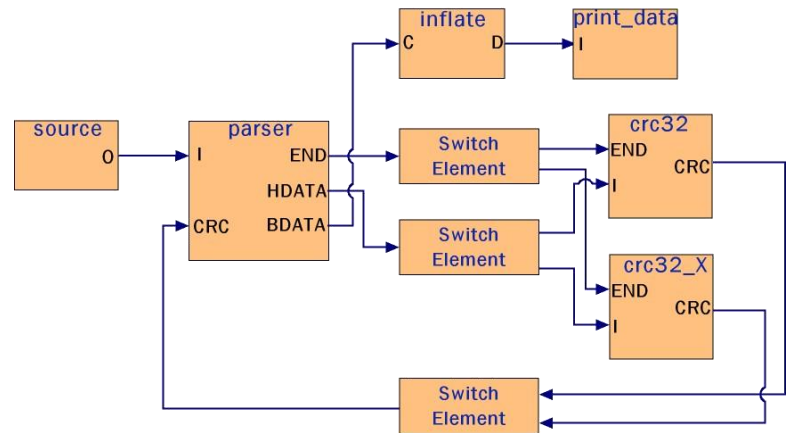 inflate
C
D
print_data
I
source
O
parser
I
END
HDATA
CRC
BDATA
Switch
Element
Switch
Element
crc32
END
CRC
I
crc32_X
END
CRC
I
Switch
Element